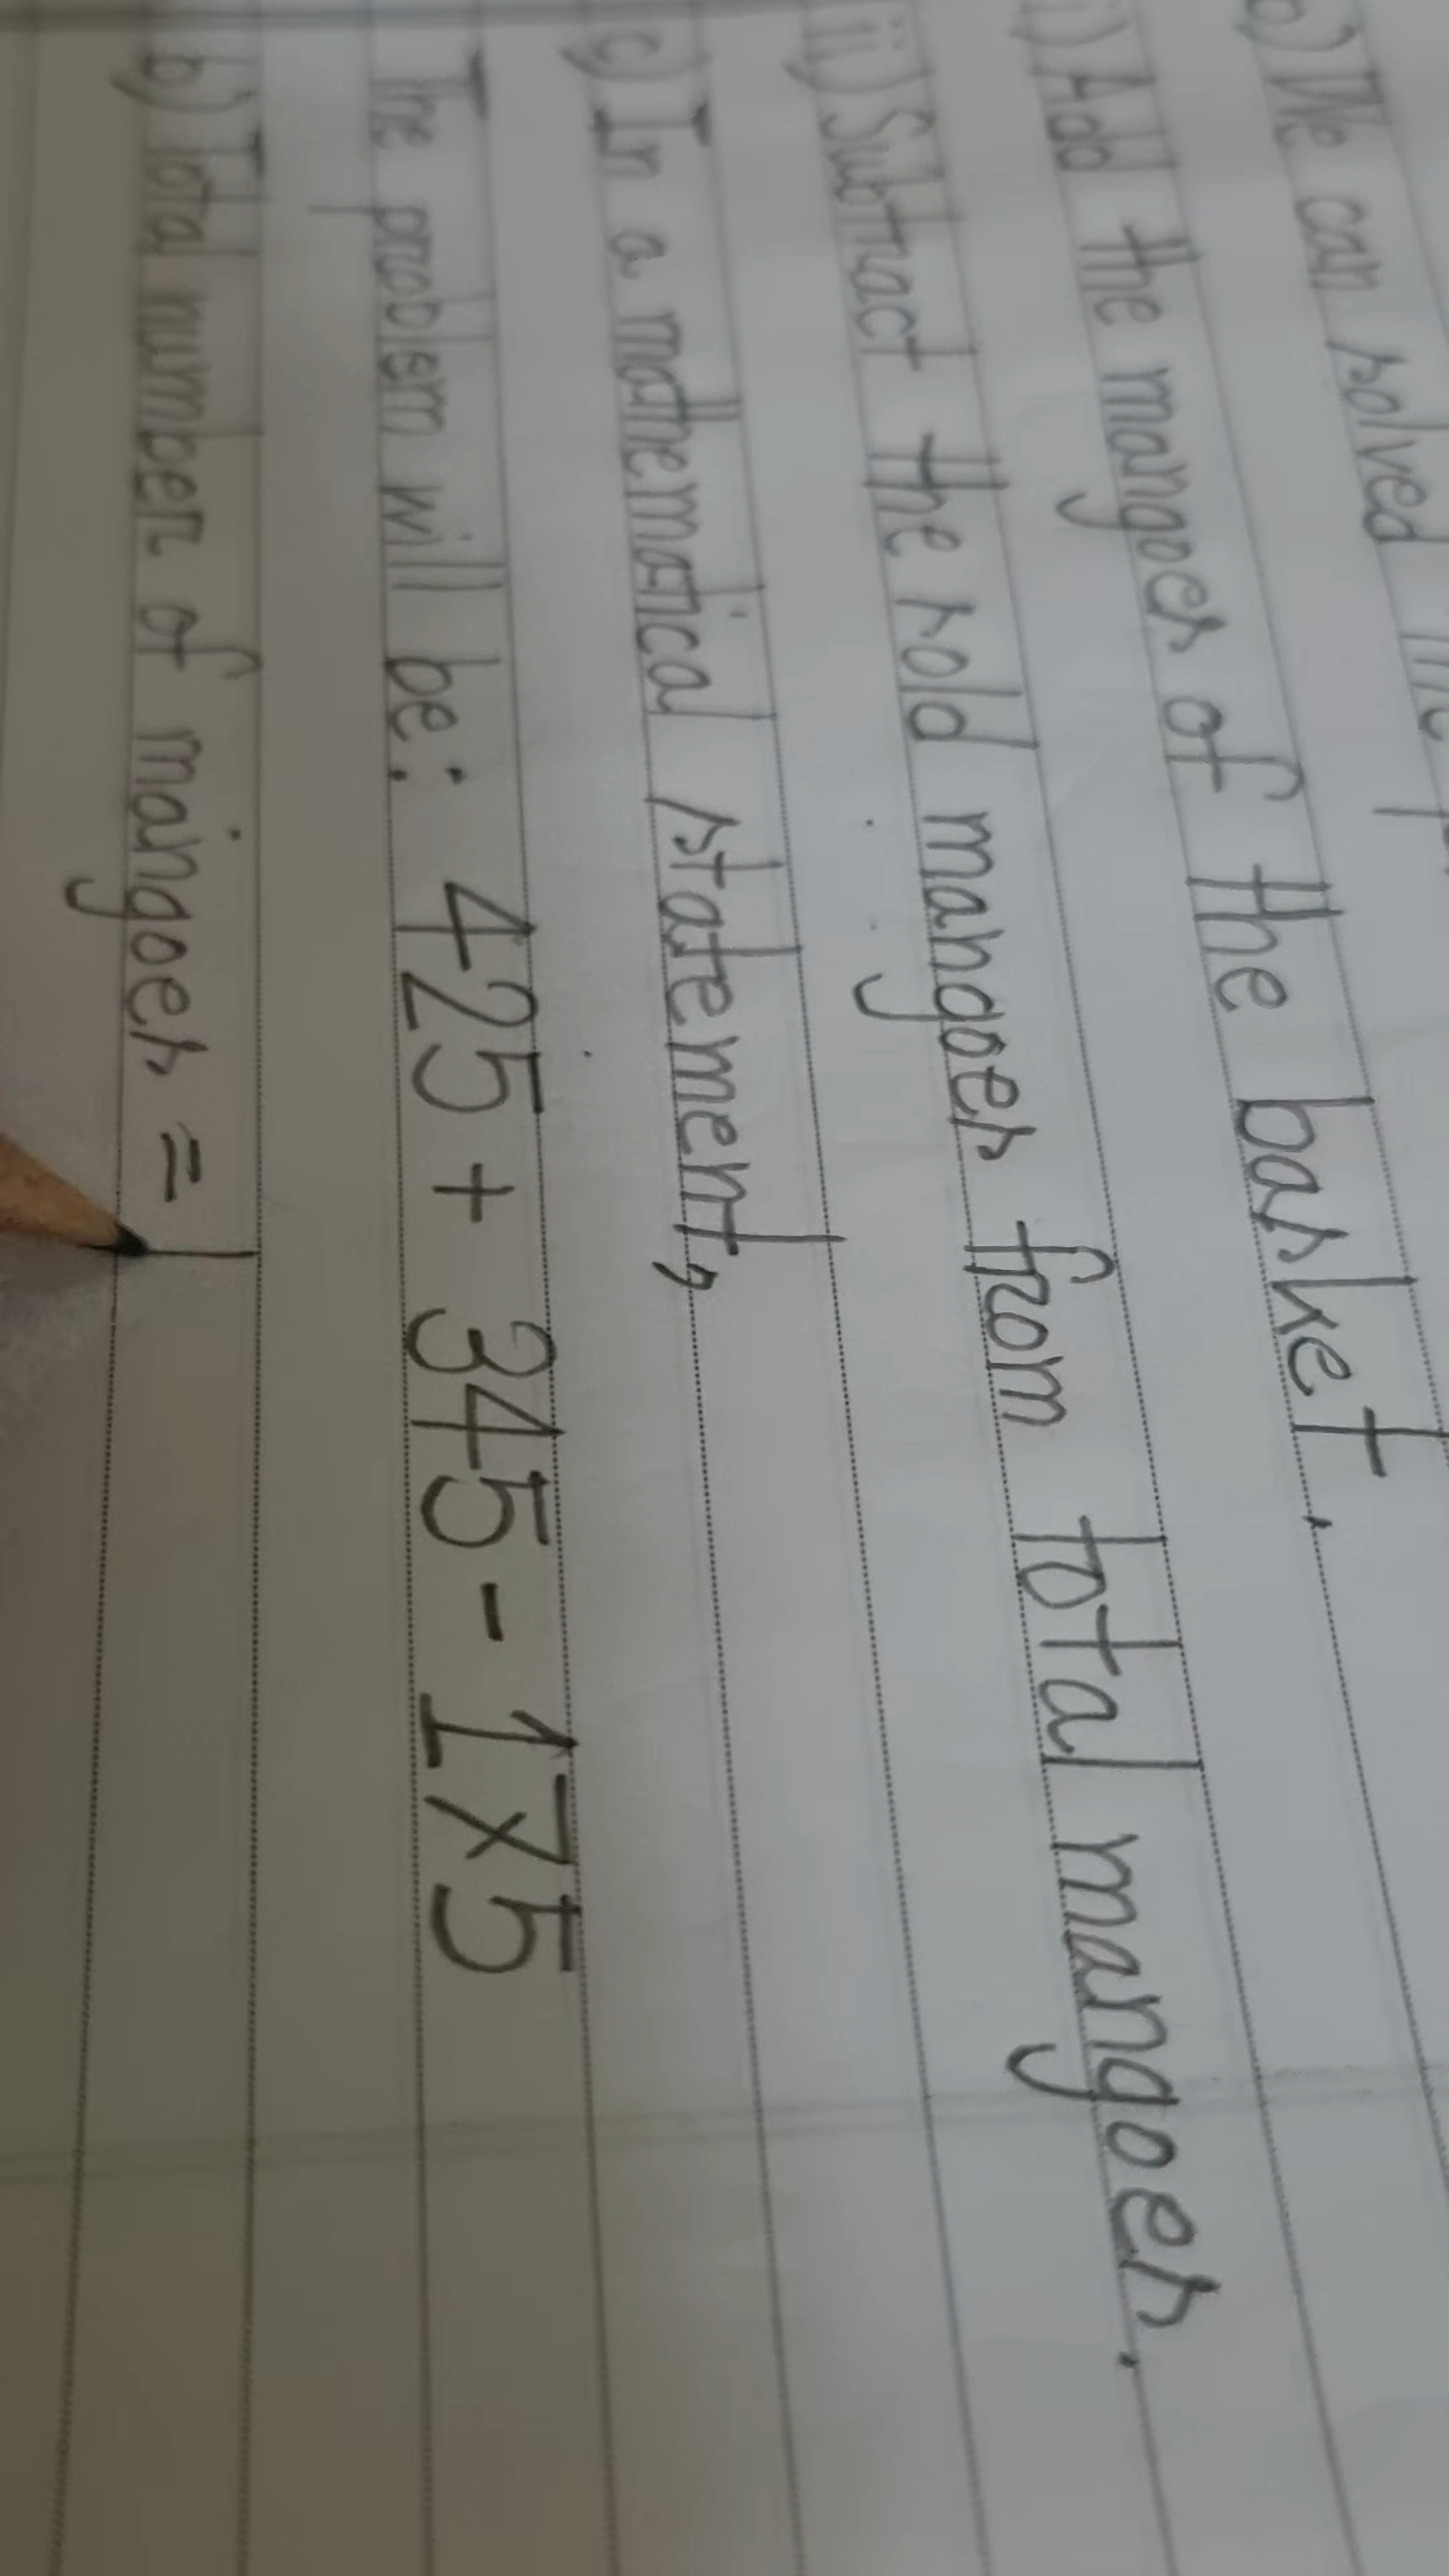 b) We can solved the
i) Add the mangoes of the basket.
ii) Subtract the sold mangoes from total mangoes.
c) In a mathematical statement,
The problem will be: 425 + 345 - 175
b) Total number of mangoes =